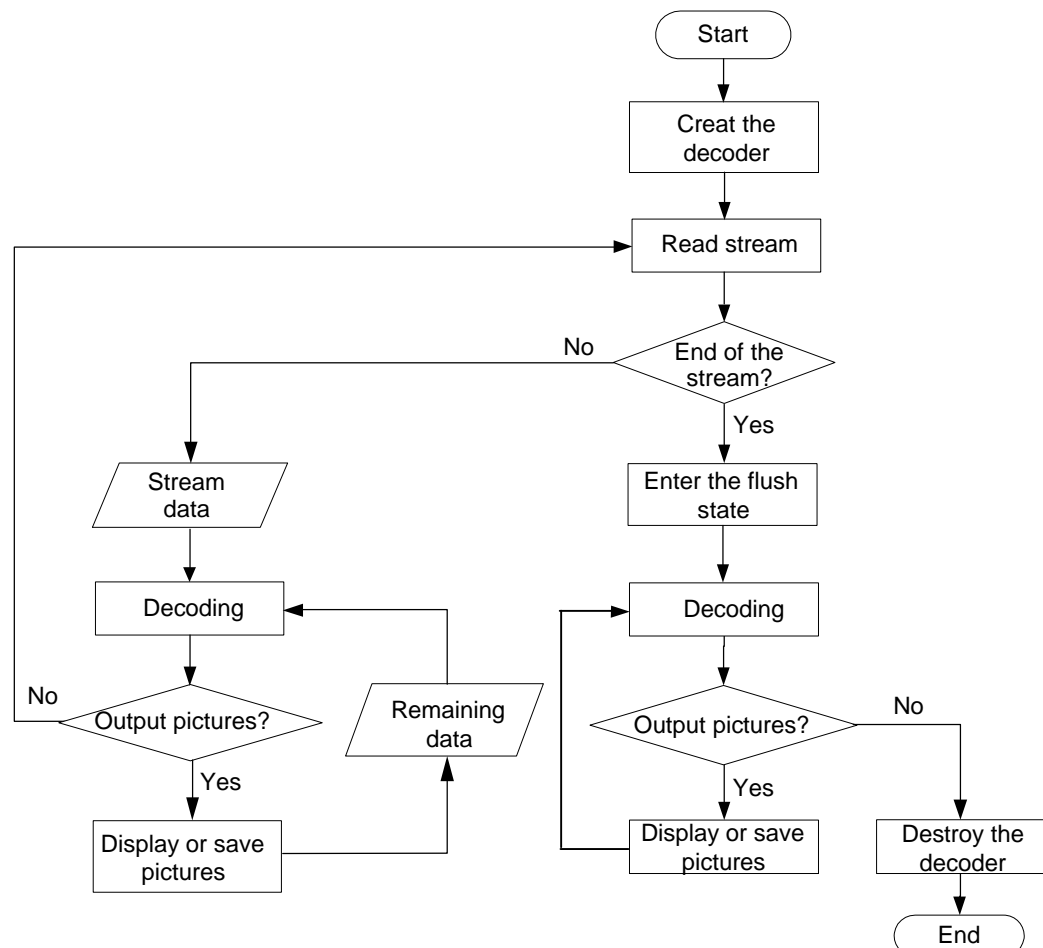 Start
Creat the
decoder
Read stream
No
End of the
stream?
Yes
Stream
data
Enter the flush
state
Decoding
Decoding
No
Output pictures?
Remaining
data
Output pictures?
No
Yes
Yes
Display or save
pictures
Display or save
pictures
Destroy the
decoder
End